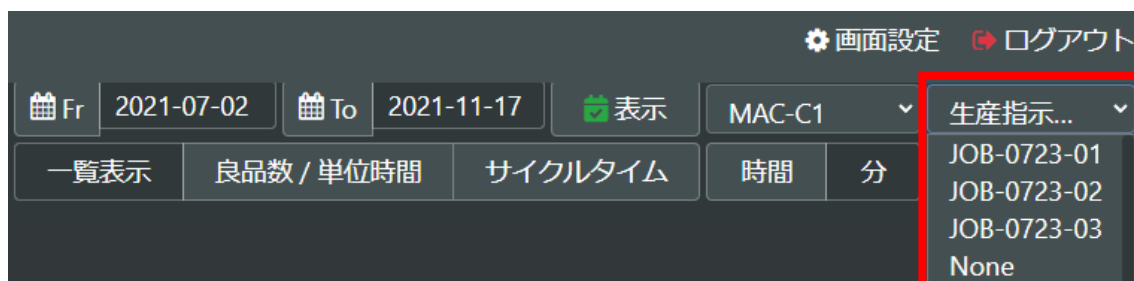 画面設定 ログアウト
Fr 2021-07-02 To 2021-11-17 表示 MAC-C1 生産指示...
一覧表示 良品数 / 単位時間 サイクルタイム 時間 分
JOB-0723-01
JOB-0723-02
JOB-0723-03
None